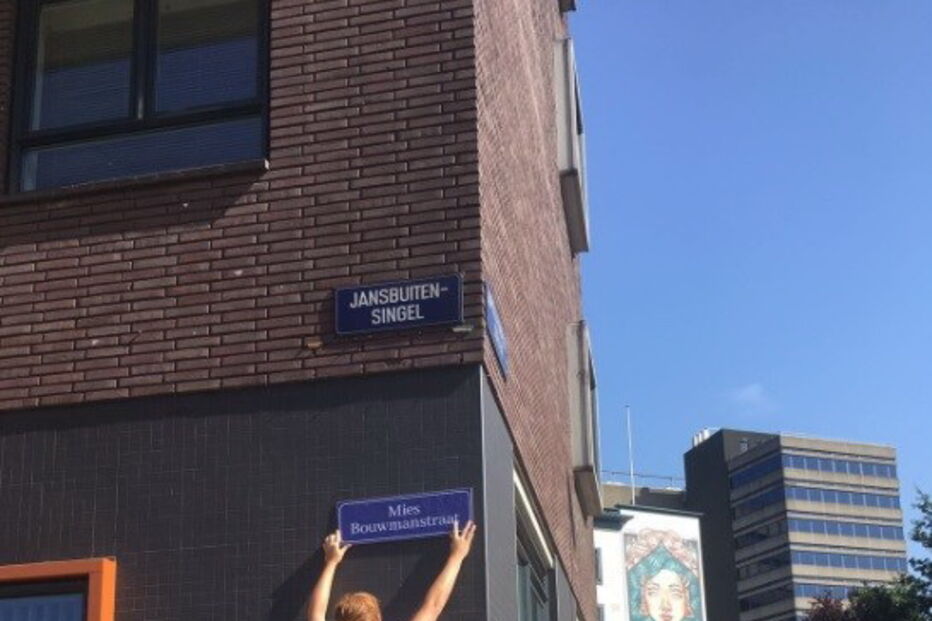 JANSBUITEN-
SINGEL
Mies
Bouwmanstraat